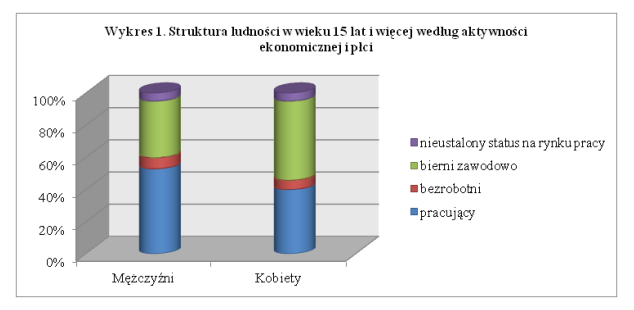 Wykres 1. Struktura ludności w wieku 15 lat i więcej według aktywności
ekonomicznej i płci
100%
80%
60%
40%
20%
0%
Mężczyźni
Kobiety
nieustalony status na rynku pracy
bierni zawodowo
bezrobotni
pracujący